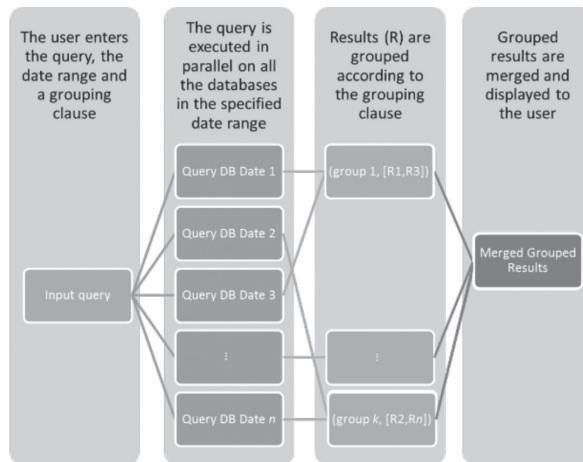 The user enters
the query, the
date range and
a grouping
clause
The query is
executed in
parallel on all
the databases
in the specified
date range
Results (R) are
grouped
according to
the grouping
clause
Grouped
results are
merged and
displayed to
the user
Input query
Query DB Date 1
Query DB Date 2
Query DB Date 3
⋮
Query DB Date n
(group 1, [R1,R3])
⋮
(group k, [R2,Rn])
Merged Grouped
Results